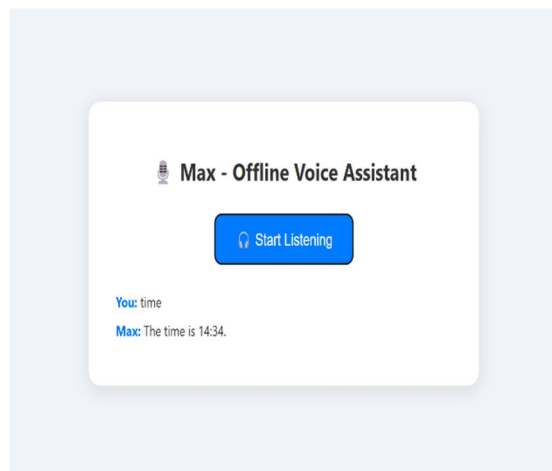 🎙️ Max - Offline Voice Assistant
🎧 Start Listening
You: time
Max: The time is 14:34.